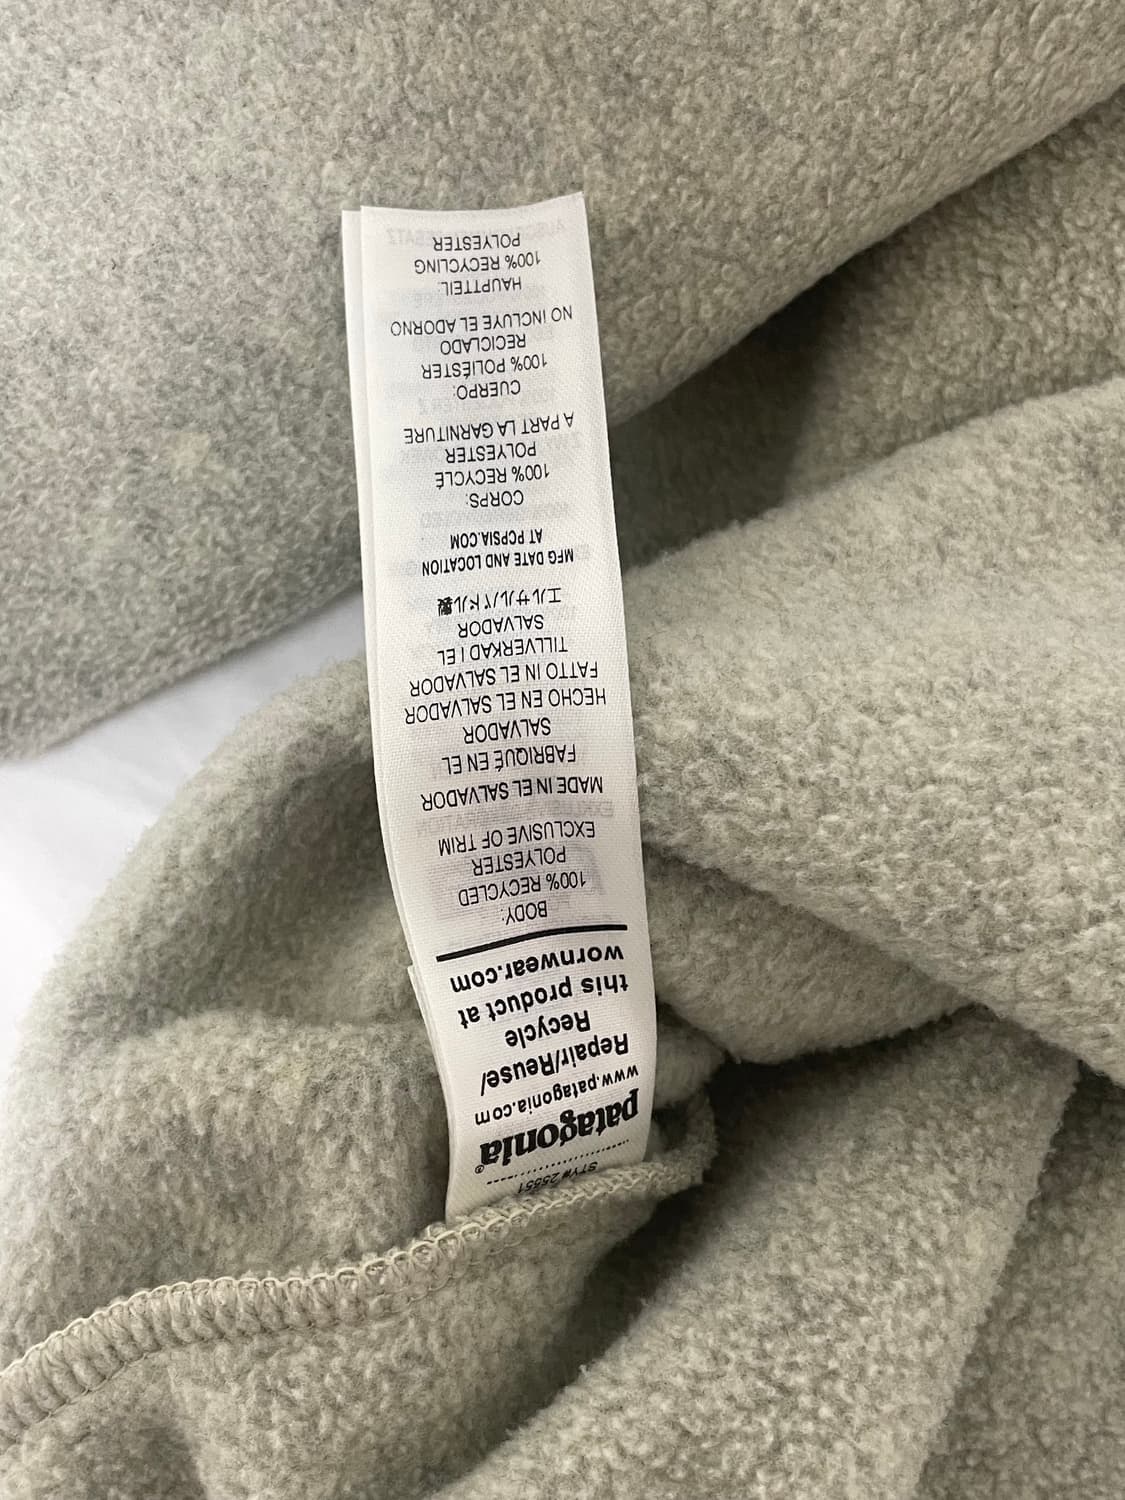 STY# 25551
patagonia®
www.patagonia.com
Repair/Reuse/
Recycle
this product at
wornwear.com
BODY:
100% RECYCLED
POLYESTER
EXCLUSIVE OF TRIM
MADE IN EL SALVADOR
FABRIQUÉ EN EL
SALVADOR
HECHO EN EL SALVADOR
FATTO IN EL SALVADOR
TILLVERKAD I EL
SALVADOR
エルサルバドル製
MFG DATE AND LOCATION
AT PCPSIA.COM
CORPS:
100% RECYCLÉ
POLYESTER
A PART LA GARNITURE
CUERPO:
100% POLIÉSTER
RECICLADO
NO INCLUYE EL ADORNO
HAUPTTEIL:
100% RECYCLING
POLYESTER